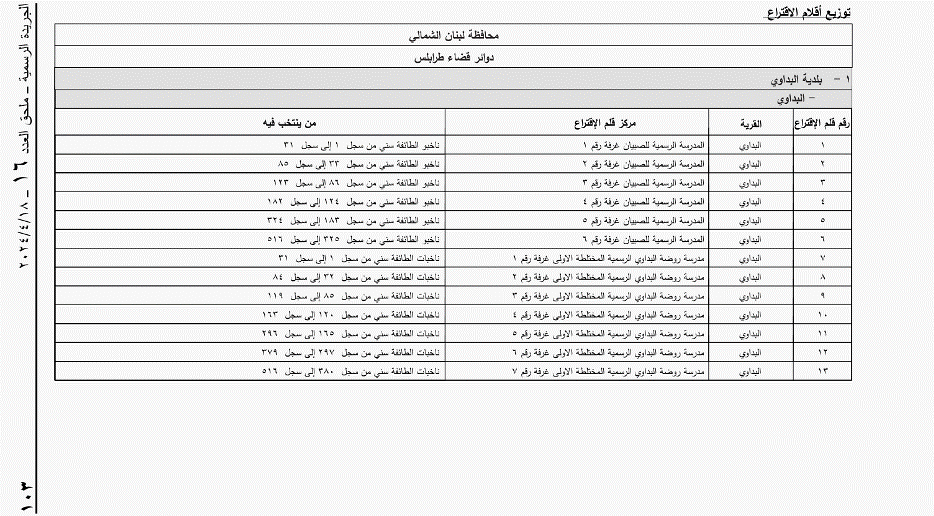 توزيع أقلام الاقتراع
محافظة لبنان الشمالي
دوائر قضاء طرابلس
١ - بلدية البداوي
- البداوي
رقم قلم الإقتراع القرية مركز قلم الإقتراع من ينتخب فيه
١ البداوي المدرسة الرسمية للصبيان غرفة رقم ١ ناخبو الطائفة سني من سجل ١ إلى سجل ٣١
٢ البداوي المدرسة الرسمية للصبيان غرفة رقم ٢ ناخبو الطائفة سني من سجل ٣٣ إلى سجل ٨٥
٣ البداوي المدرسة الرسمية للصبيان غرفة رقم ٣ ناخبو الطائفة سني من سجل ٨٦ إلى سجل ١٢٣
٤ البداوي المدرسة الرسمية للصبيان غرفة رقم ٤ ناخبو الطائفة سني من سجل ١٢٤ إلى سجل ١٨٢
٥ البداوي المدرسة الرسمية للصبيان غرفة رقم ٥ ناخبو الطائفة سني من سجل ١٨٣ إلى سجل ٣٢٤
٦ البداوي المدرسة الرسمية للصبيان غرفة رقم ٦ ناخبو الطائفة سني من سجل ٣٢٥ إلى سجل ٥١٦
٧ البداوي مدرسة روضة البداوي الرسمية المختلطة الاولى غرفة رقم ١ ناخبات الطائفة سني من سجل ١ إلى سجل ٣١
٨ البداوي مدرسة روضة البداوي الرسمية المختلطة الاولى غرفة رقم ٢ ناخبات الطائفة سني من سجل ٣٢ إلى سجل ٨٤
٩ البداوي مدرسة روضة البداوي الرسمية المختلطة الاولى غرفة رقم ٣ ناخبات الطائفة سني من سجل ٨٥ إلى سجل ١١٩
١٠ البداوي مدرسة روضة البداوي الرسمية المختلطة الاولى غرفة رقم ٤ ناخبات الطائفة سني من سجل ١٢٠ إلى سجل ١٦٣
١١ البداوي مدرسة روضة البداوي الرسمية المختلطة الاولى غرفة رقم ٥ ناخبات الطائفة سني من سجل ١٦٥ إلى سجل ٢٩٦
١٢ البداوي مدرسة روضة البداوي الرسمية المختلطة الاولى غرفة رقم ٦ ناخبات الطائفة سني من سجل ٢٩٧ إلى سجل ٣٧٩
١٣ البداوي مدرسة روضة البداوي الرسمية المختلطة الاولى غرفة رقم ٧ ناخبات الطائفة سني من سجل ٣٨٠ إلى سجل ٥١٦
الجريدة الرسمية - ملحق العدد ١٦ - ٢٠٢٤/٤/١٨
١٠٣